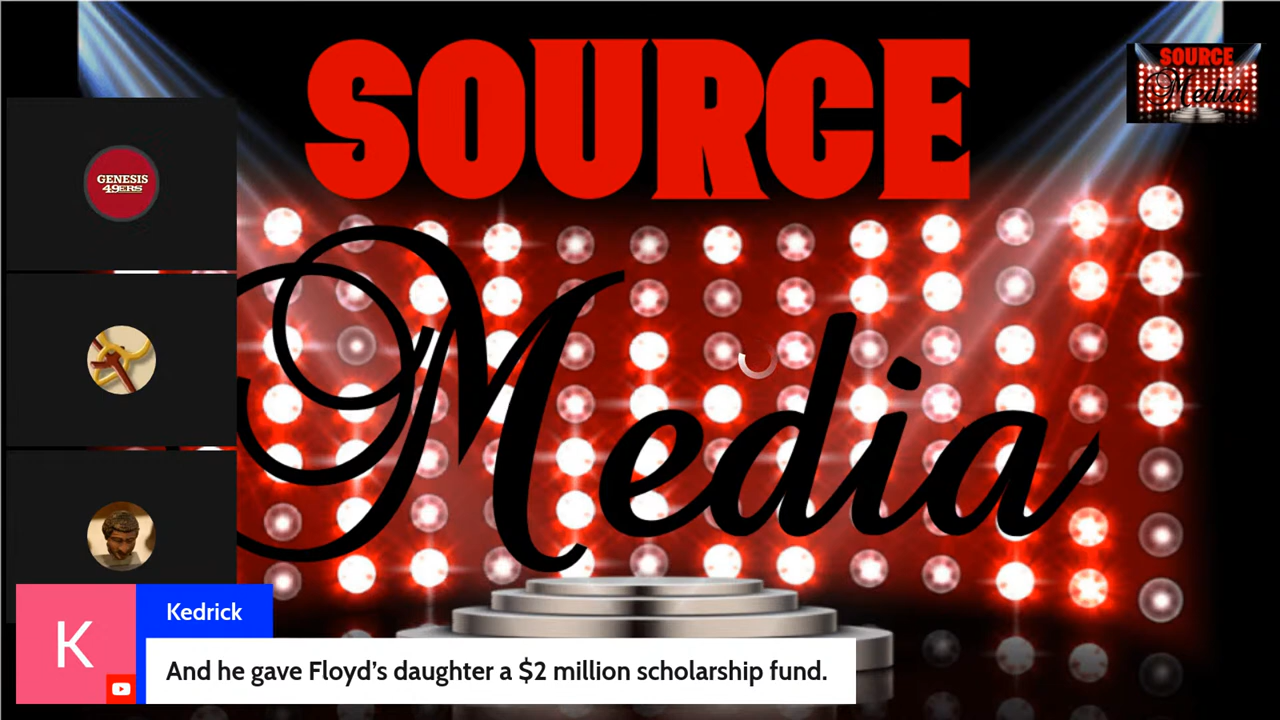 SOURCE
Media
SOURCE
Media
GENESIS
49ERS
K
Kedrick
And he gave Floyd’s daughter a $2 million scholarship fund.